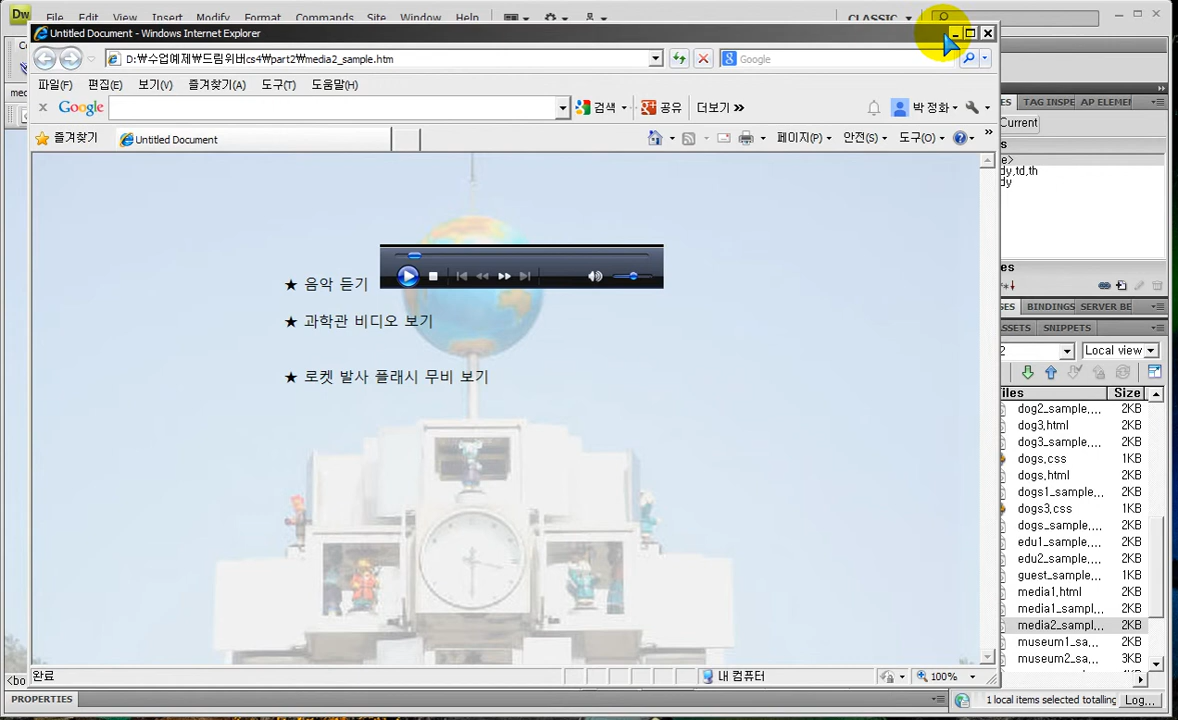 Dw File Edit View Insert Modify Format Commands Site Window Help CLASSIC
Untitled Document - Windows Internet Explorer
D:₩수업예제₩드림위버cs4₩part2₩media2_sample.htm
Google
파일(F) 편집(E) 보기(V) 즐겨찾기(A) 도구(T) 도움말(H)
TAG INSPE AP ELEMEN
Google 검색 공유 더보기 » 박 정화
Current
즐겨찾기 Untitled Document 페이지(P) 안전(S) 도구(O) »
dy,td,th
dy
★ 음악 듣기
★ 과학관 비디오 보기
★ 로켓 발사 플래시 무비 보기
BINDINGS SERVER BE
ASSETS SNIPPETS
2 Local view
Files Size
dog2_sample,... 2KB
dog3,html 2KB
dog3_sample,... 2KB
dogs,css 1KB
dogs,html 2KB
dogs1_sample... 2KB
dogs3,css 1KB
dogs_sample,... 2KB
edu1_sample,... 2KB
edu2_sample,... 2KB
guest_sample,... 1KB
media1,html 2KB
media1_sampl... 2KB
media2_sampl... 2KB
museum1_sa... 2KB
museum2_sa... 3KB
<bo 완료 내 컴퓨터 100%
PROPERTIES 1 local items selected totalling Log...